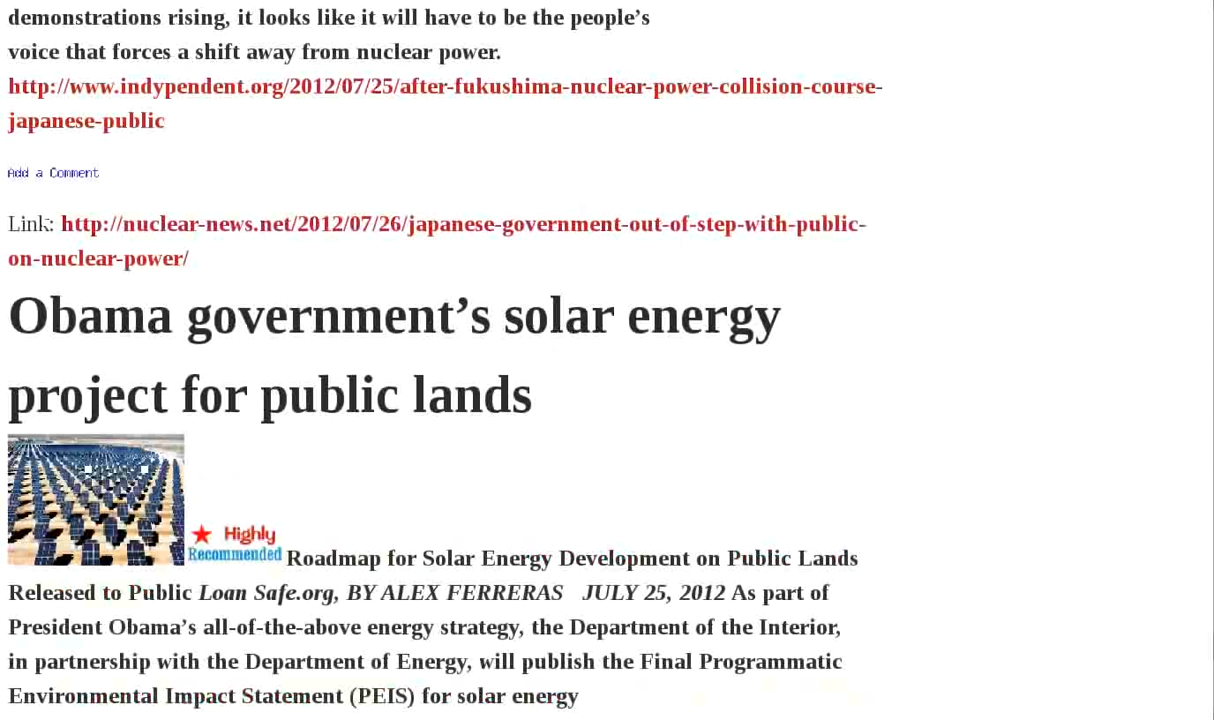 demonstrations rising, it looks like it will have to be the people’s
voice that forces a shift away from nuclear power.
http://www.indypendent.org/2012/07/25/after-fukushima-nuclear-power-collision-course-
japanese-public
Add a Comment
Link: http://nuclear-news.net/2012/07/26/japanese-government-out-of-step-with-public-
on-nuclear-power/
Obama government’s solar energy
project for public lands
Highly
Recommended Roadmap for Solar Energy Development on Public Lands
Released to Public Loan Safe.org, BY ALEX FERRERAS JULY 25, 2012 As part of
President Obama’s all-of-the-above energy strategy, the Department of the Interior,
in partnership with the Department of Energy, will publish the Final Programmatic
Environmental Impact Statement (PEIS) for solar energy